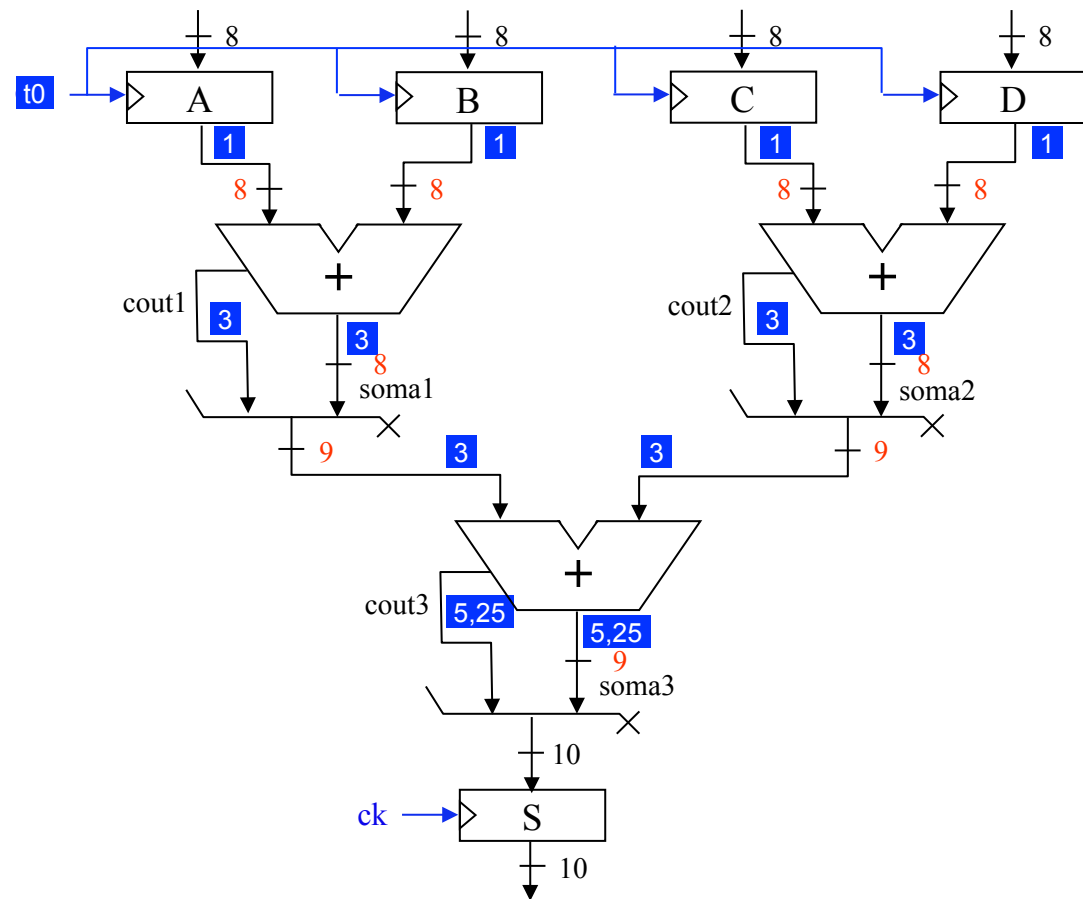 8 8 8 8
t0 A B C D
1 1 1 1
8 8 8 8
+ +
cout1 cout2
3 3 3 3
8 8
soma1 soma2
9 3 3 9
+
cout3
5,25 5,25
9
soma3
10
ck S
10